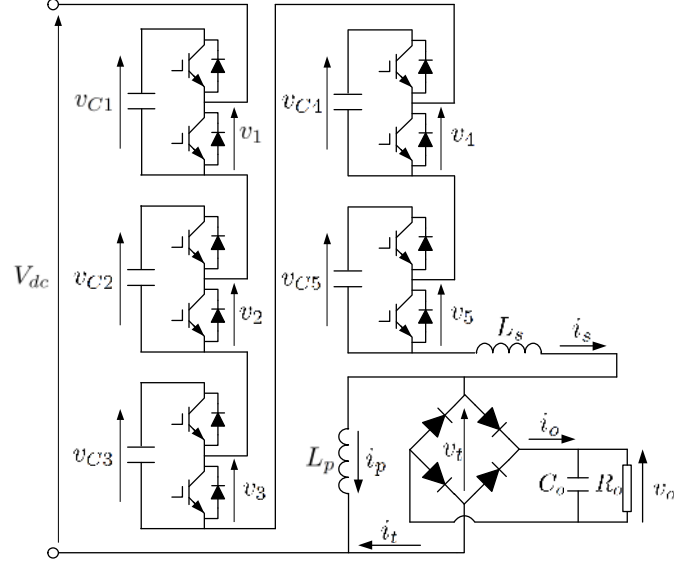 v_{C1}
v_1
v_{C4}
v_4
V_{dc}
v_{C2}
v_2
v_{C5}
v_5
L_s
i_s
v_{C3}
v_3
L_p
i_p
v_t
i_o
C_o
R_o
v_o
i_t